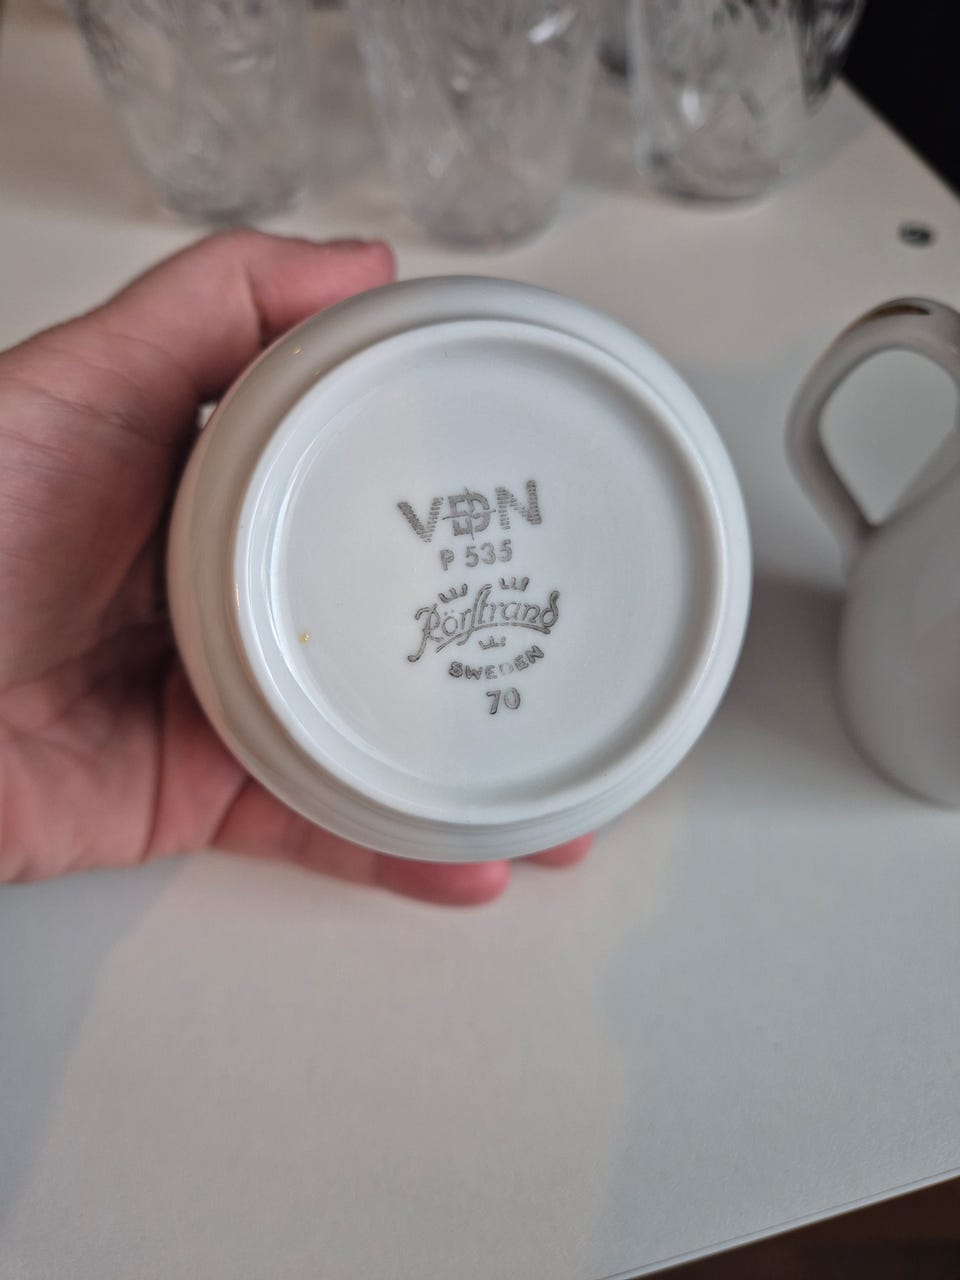 VDN
P 535
Rörstrand
SWEDEN
70